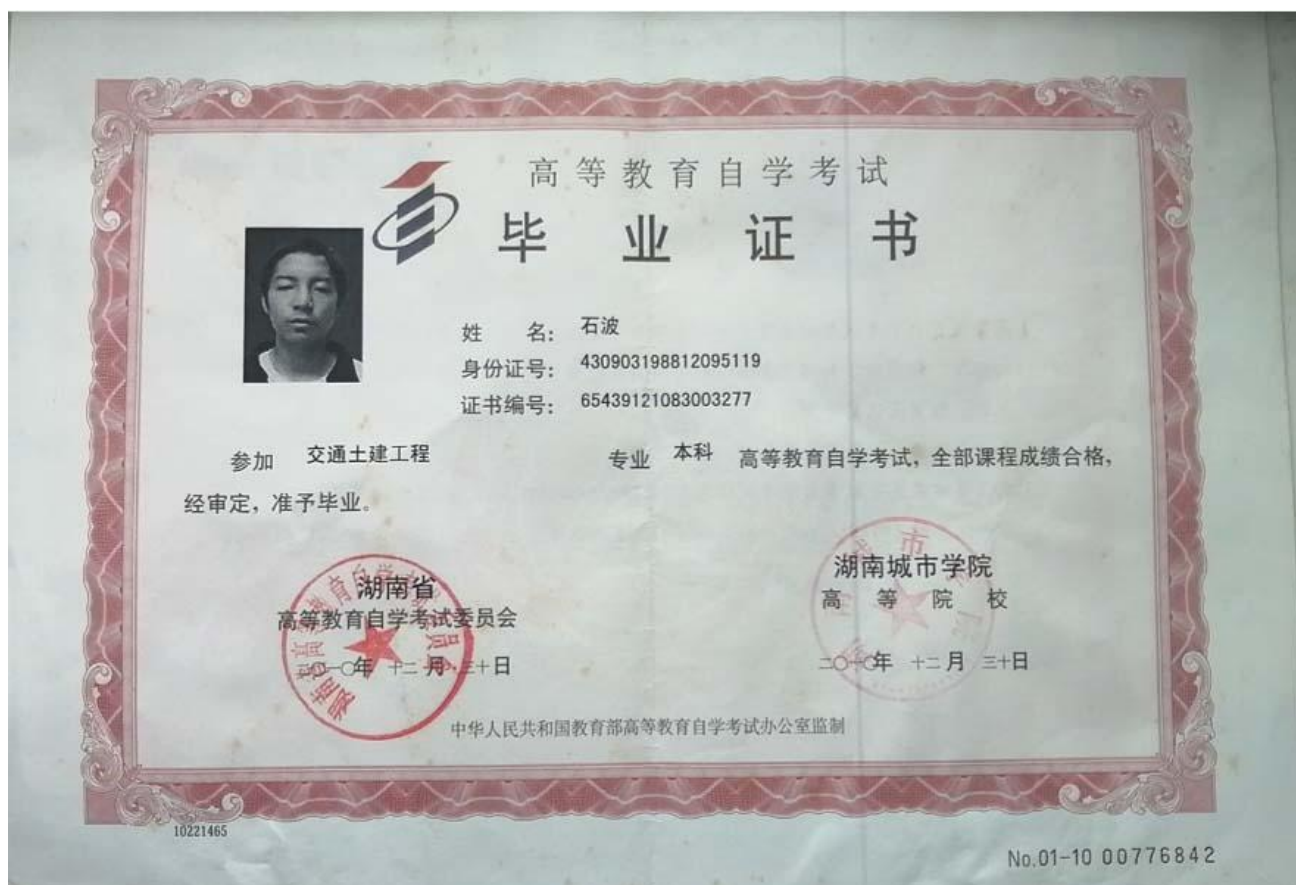 高等教育自学考试
毕业证书
姓名: 石波
身份证号: 430903198812095119
证书编号: 65439121083003277
参加 交通土建工程 专业 本科 高等教育自学考试, 全部课程成绩合格,
经审定, 准予毕业。
湖南省
高等教育自学考试委员会
二〇一〇年 十二月 三十日
湖南城市学院
高等院校
二〇一〇年 十二月 三十日
中华人民共和国教育部高等教育自学考试办公室监制
10221465
No.01-10 00776842